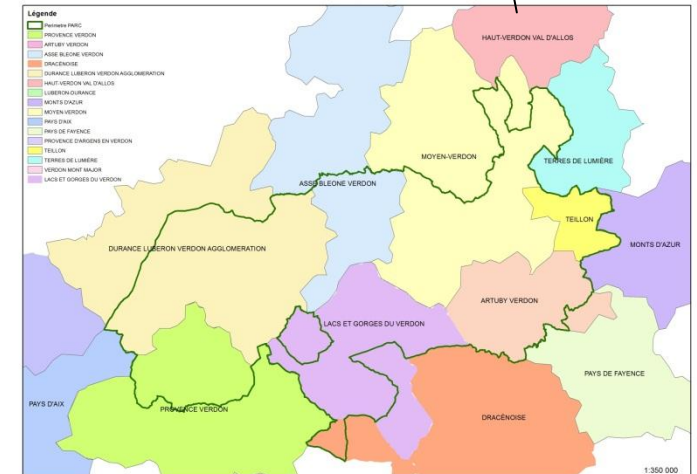 Légende
Perimetre PARC
PROVENCE VERDON
ARTUBY VERDON
ASSE BLEONE VERDON
DRACÉNOISE
DURANCE LUBERON VERDON AGGLOMERATION
HAUT-VERDON VAL D'ALLOS
LUBERON DURANCE
MONTS D'AZUR
MOYEN-VERDON
PAYS D'AIX
PAYS DE FAYENCE
PROVENCE D'ARGENS EN VERDON
TEILLON
TERRES DE LUMIÈRE
VERDON MONT MAJOR
LACS ET GORGES DU VERDON
HAUT-VERDON VAL D'ALLOS
MOYEN-VERDON
TERRES DE LUMIÈRE
ASSE BLEONE VERDON
TEILLON
DURANCE LUBERON VERDON AGGLOMERATION
MONTS D'AZUR
ARTUBY VERDON
LACS ET GORGES DU VERDON
PAYS DE FAYENCE
PAYS D'AIX
PROVENCE VERDON
DRACÉNOISE
1:350 000